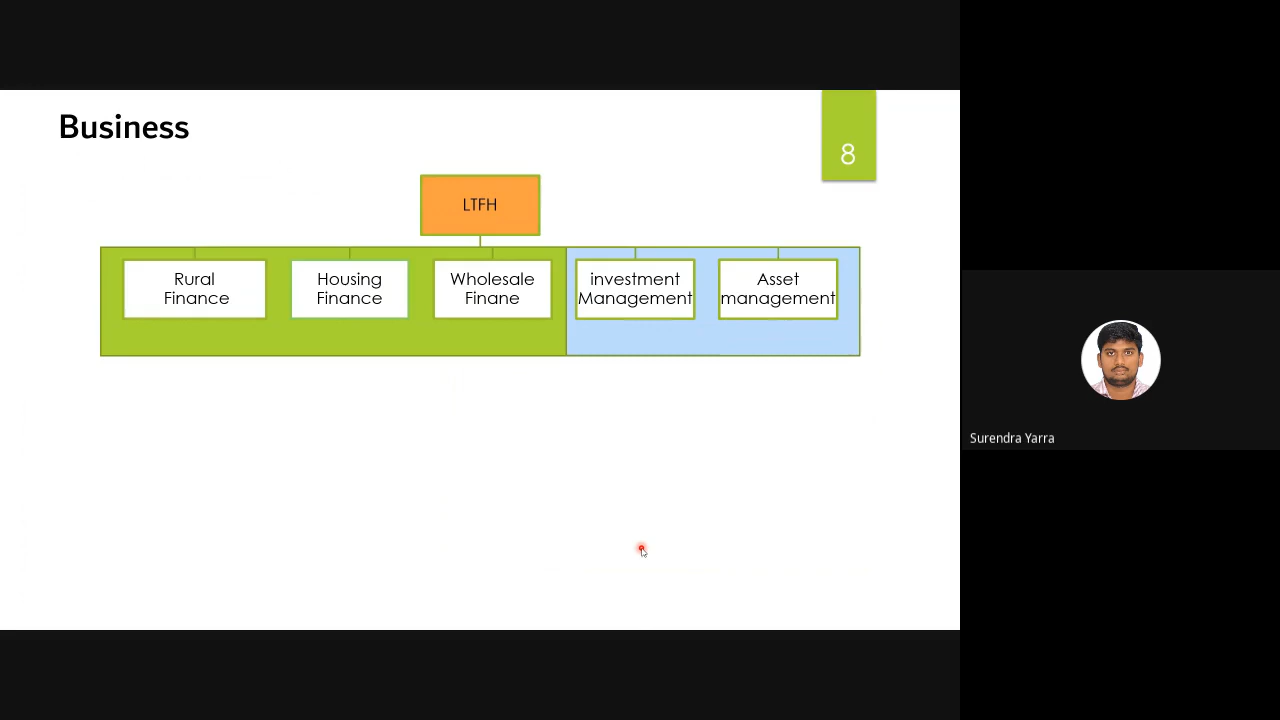 Business
8
LTFH
Rural
Finance
Housing
Finance
Wholesale
Finane
investment
Management
Asset
management
Surendra Yarra